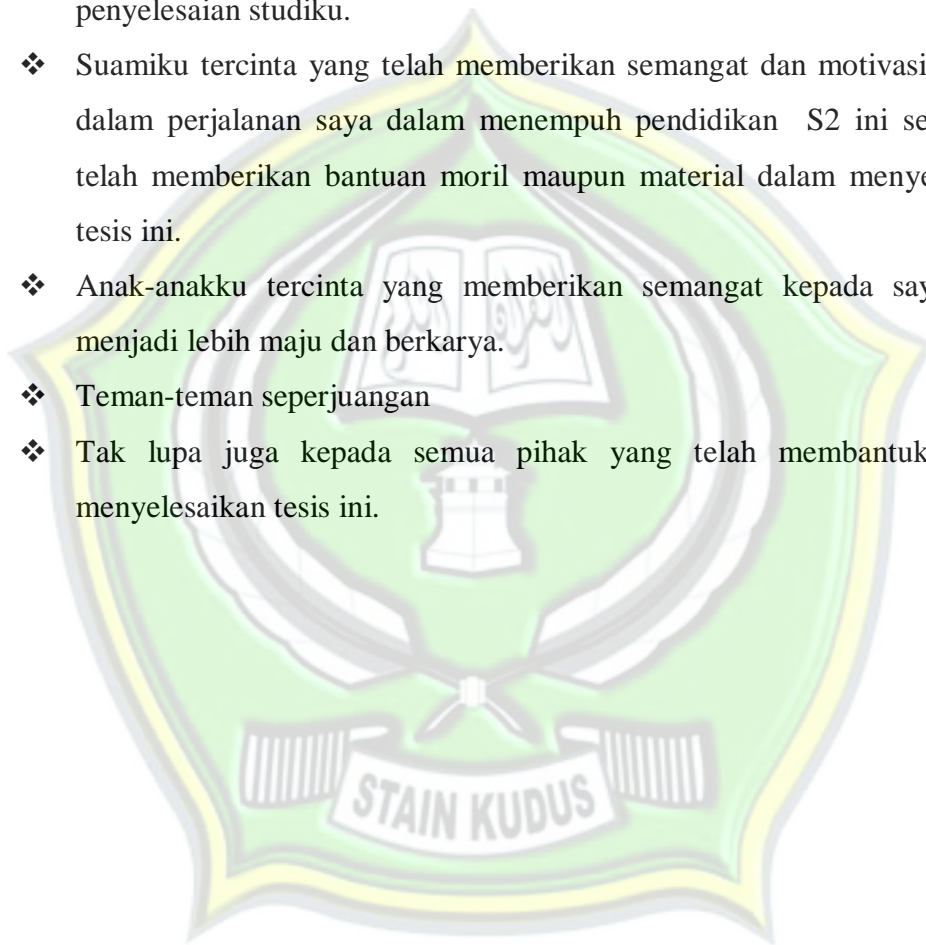 penyelesaian studiku.
❖ Suamiku tercinta yang telah memberikan semangat dan motivasi
dalam perjalanan saya dalam menempuh pendidikan S2 ini se
telah memberikan bantuan moril maupun material dalam menye
tesis ini.
❖ Anak-anakku tercinta yang memberikan semangat kepada say
menjadi lebih maju dan berkarya.
❖ Teman-teman seperjuangan
❖ Tak lupa juga kepada semua pihak yang telah membantuk
menyelesaikan tesis ini.
STAIN KUDUS